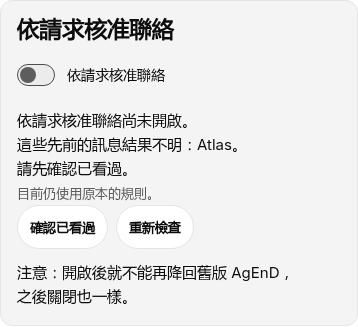 依請求核准聯絡
依請求核准聯絡
依請求核准聯絡尚未開啟。
這些先前的訊息結果不明：Atlas。
請先確認已看過。
目前仍使用原本的規則。
確認已看過 重新檢查
注意：開啟後就不能再降回舊版 AgEnD，
之後關閉也一樣。